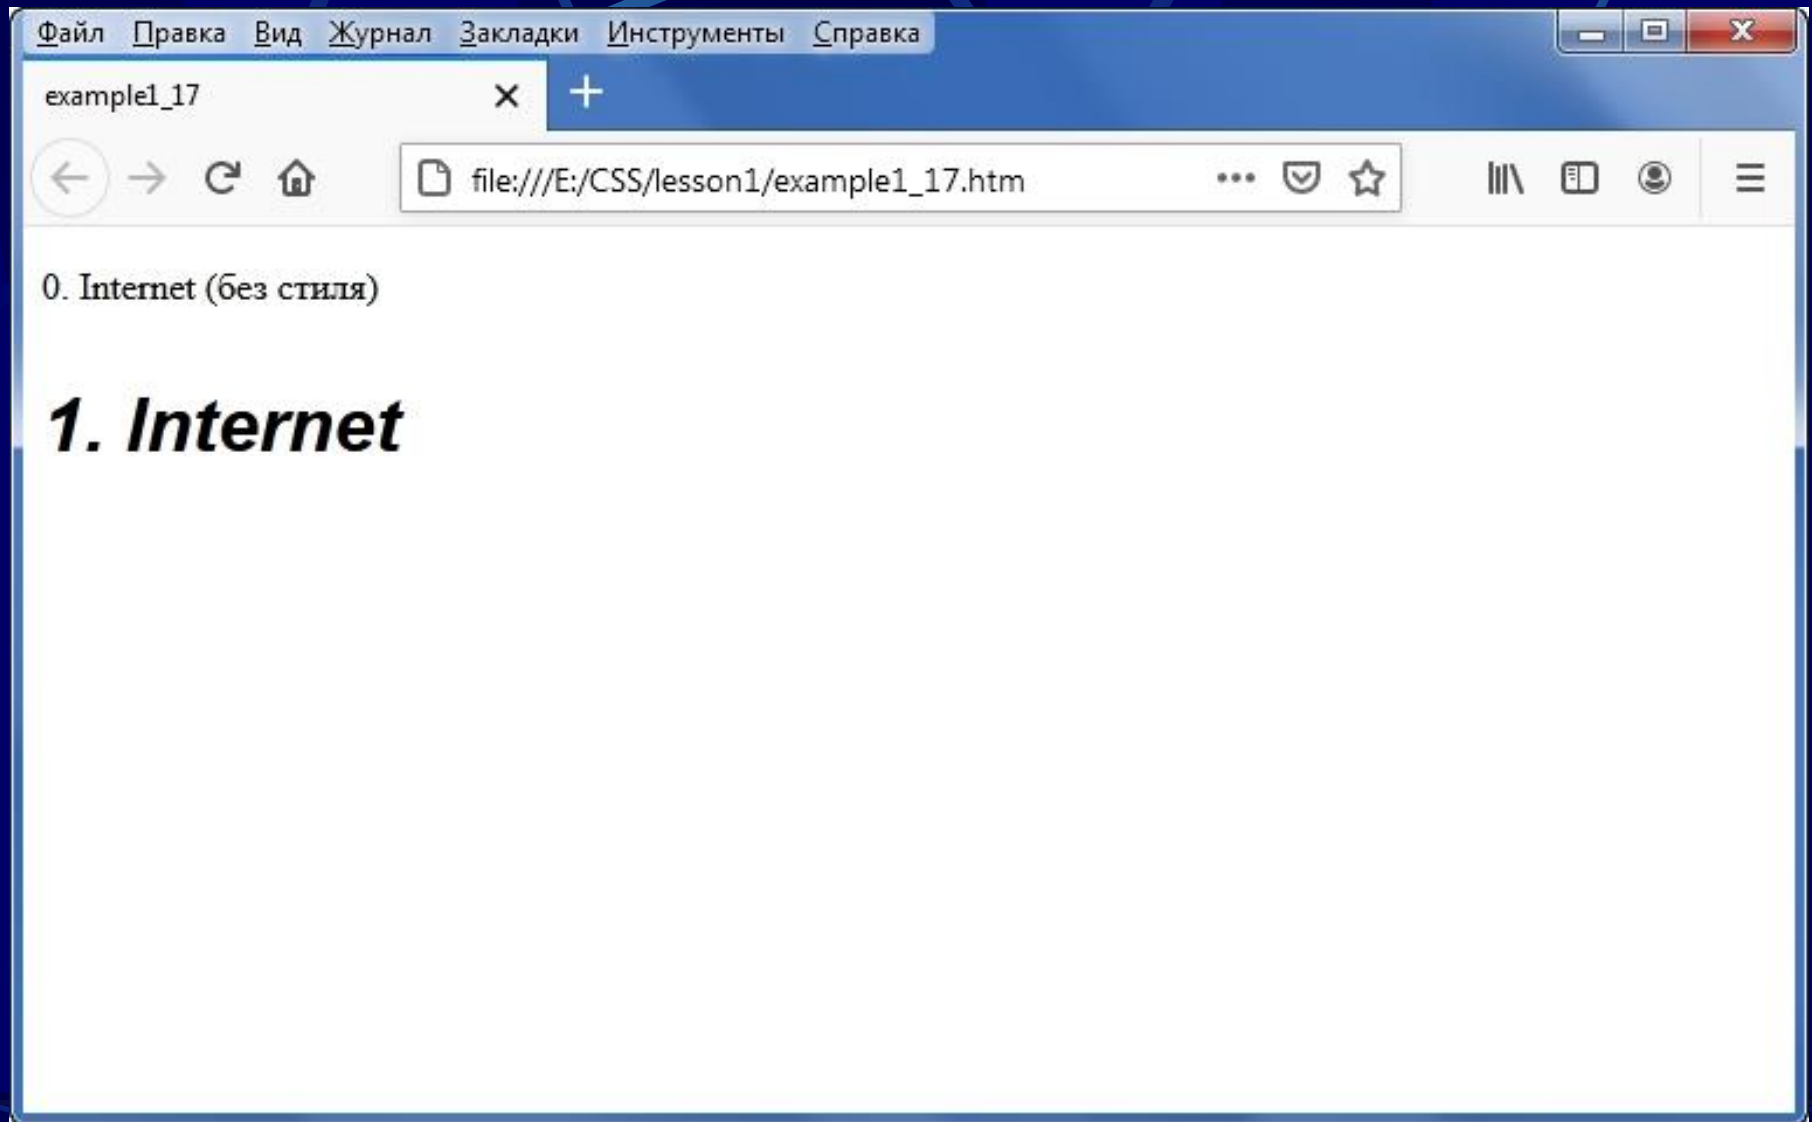 Файл Правка Вид Журнал Закладки Инструменты Справка
example1_17
file:///E:/CSS/lesson1/example1_17.htm
0. Internet (без стиля)
1. Internet